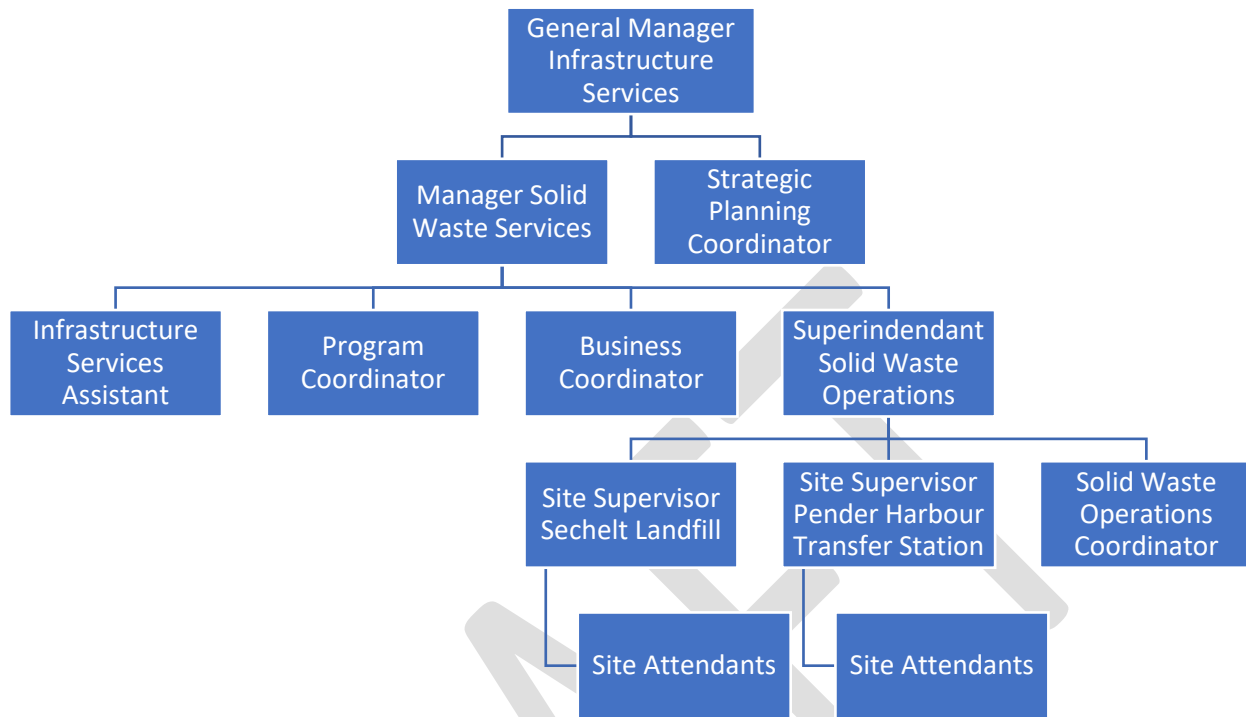 General Manager
Infrastructure
Services
Manager Solid
Waste Services
Strategic
Planning
Coordinator
Infrastructure
Services
Assistant
Program
Coordinator
Business
Coordinator
Superindendant
Solid Waste
Operations
Site Supervisor
Sechelt Landfill
Site Supervisor
Pender Harbour
Transfer Station
Solid Waste
Operations
Coordinator
Site Attendants
Site Attendants